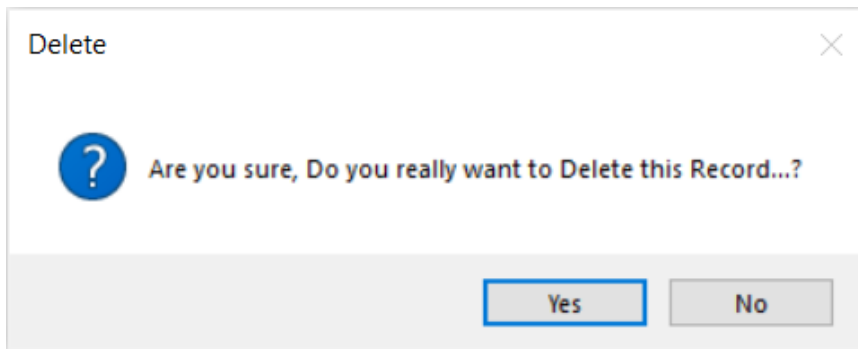 Delete
Are you sure, Do you really want to Delete this Record...?
Yes
No